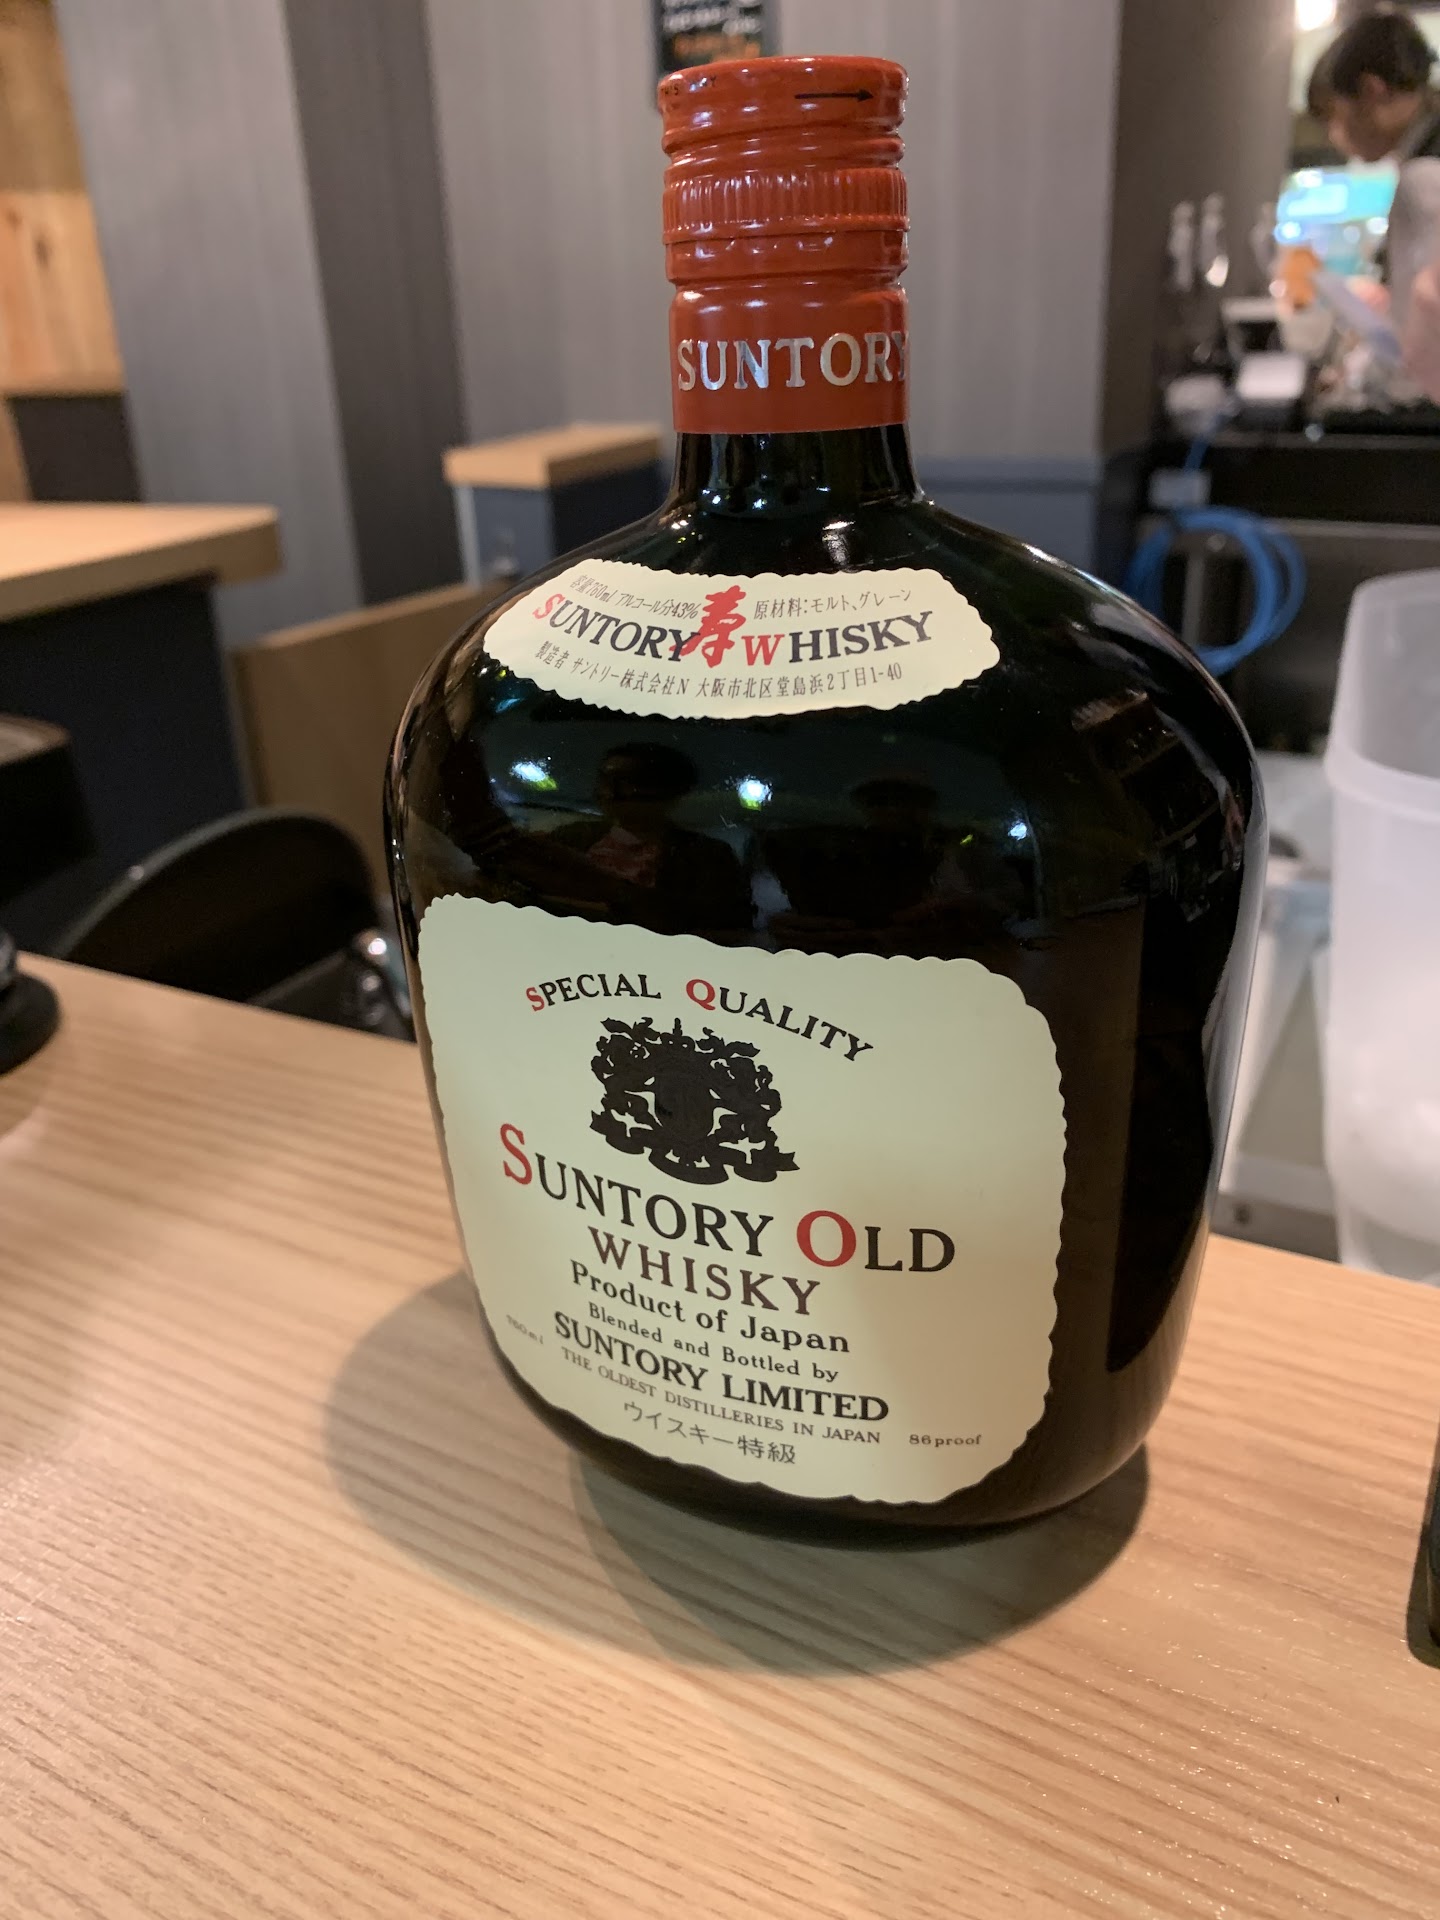 SUNTORY
容量760ml アルコール分43% 寿 原材料:モルト、グレーン
SUNTORY WHISKY
製造者 サントリー株式会社N 大阪市北区堂島浜2丁目1-40
SPECIAL QUALITY
SUNTORY OLD
WHISKY
Product of Japan
Blended and Bottled by
760ml SUNTORY LIMITED
THE OLDEST DISTILLERIES IN JAPAN 86proof
ウイスキー特級